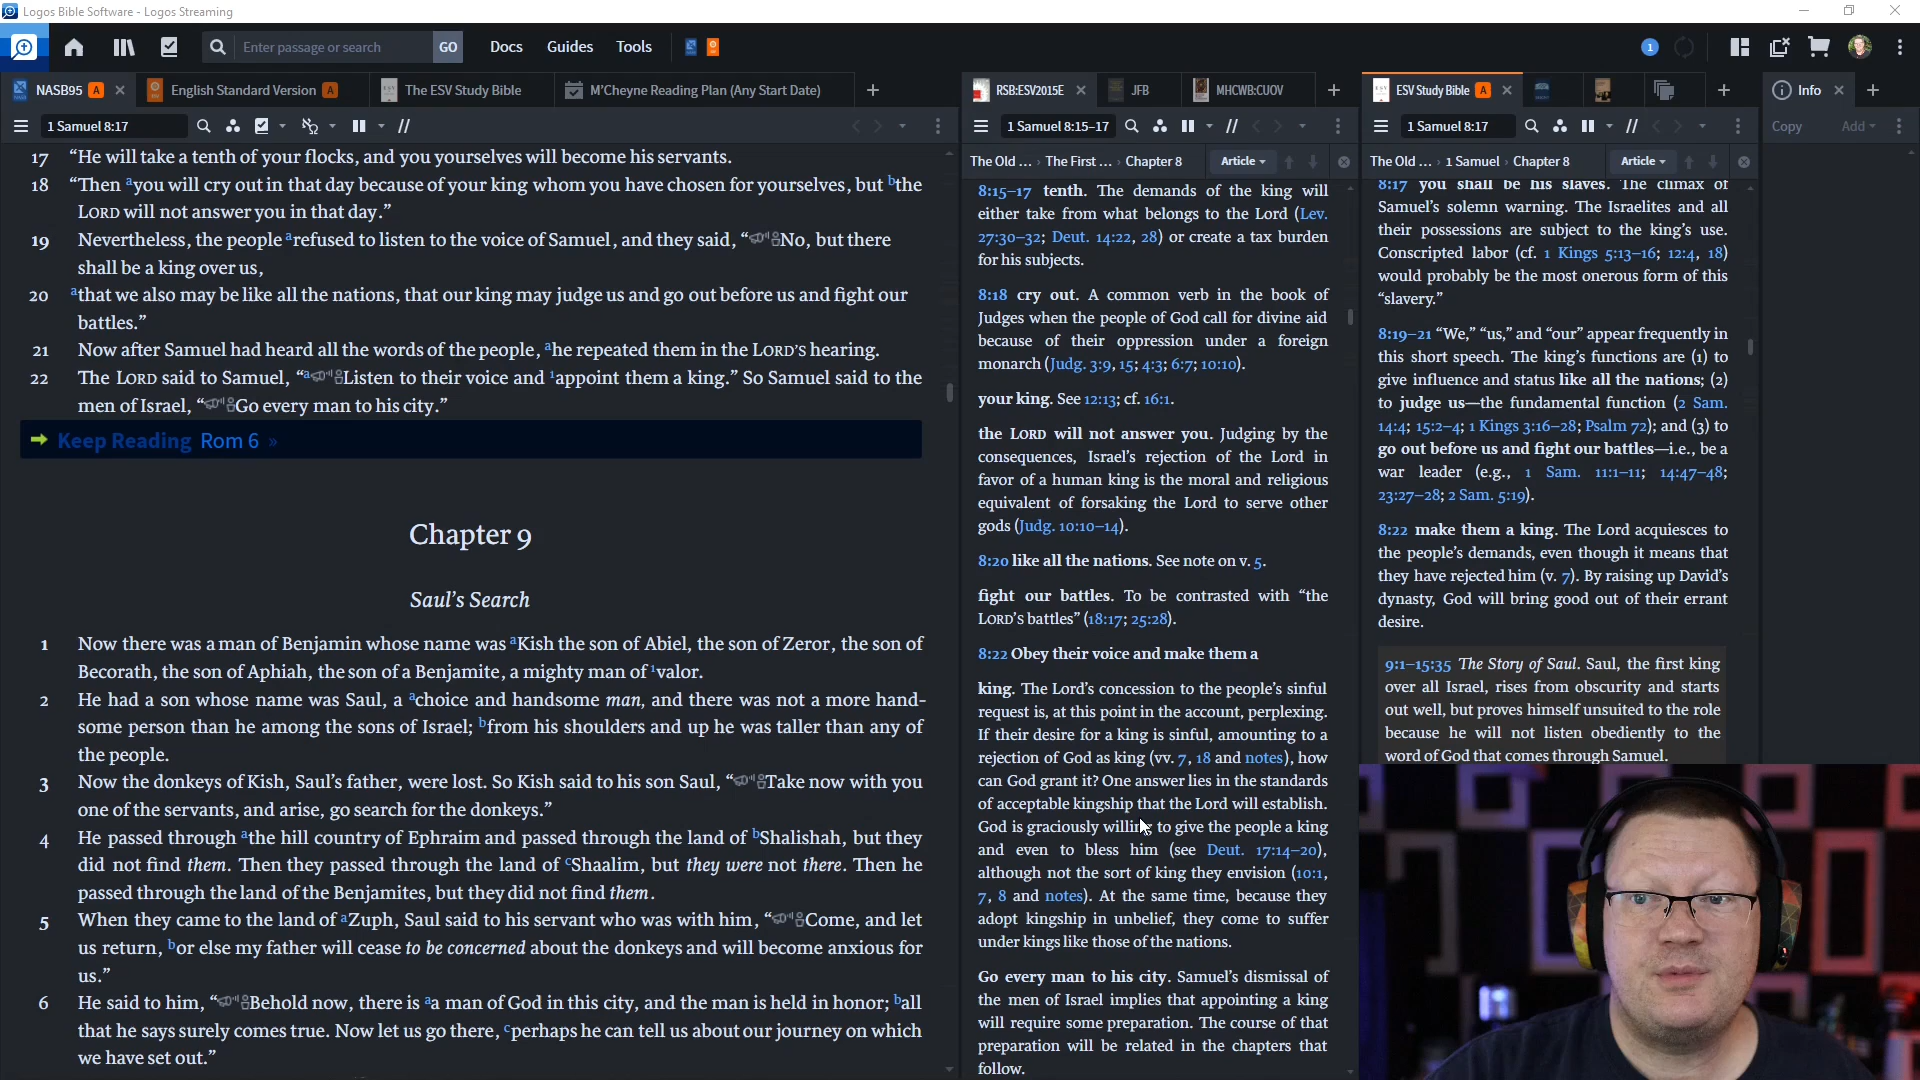 Logos Bible Software - Logos Streaming
Enter passage or search
GO
Docs
Guides
Tools
1
NASB95 A
English Standard Version A
The ESV Study Bible
M'Cheyne Reading Plan (Any Start Date)
1 Samuel 8:17
17 “He will take a tenth of your flocks, and you yourselves will become his servants.
18 “Then ayou will cry out in that day because of your king whom you have chosen for yourselves, but bthe
LORD will not answer you in that day.”
19 Nevertheless, the people arefused to listen to the voice of Samuel, and they said, “No, but there
shall be a king over us,
20 athat we also may be like all the nations, that our king may judge us and go out before us and fight our
battles.”
21 Now after Samuel had heard all the words of the people, ahe repeated them in the LORD’S hearing.
22 The LORD said to Samuel, “aListen to their voice and 1appoint them a king.” So Samuel said to the
men of Israel, “Go every man to his city.”
Keep Reading Rom 6 »
Chapter 9
Saul’s Search
1 Now there was a man of Benjamin whose name was aKish the son of Abiel, the son of Zeror, the son of
Becorath, the son of Aphiah, the son of a Benjamite, a mighty man of 1valor.
2 He had a son whose name was Saul, a achoice and handsome man, and there was not a more hand-
some person than he among the sons of Israel; bfrom his shoulders and up he was taller than any of
the people.
3 Now the donkeys of Kish, Saul’s father, were lost. So Kish said to his son Saul, “Take now with you
one of the servants, and arise, go search for the donkeys.”
4 He passed through athe hill country of Ephraim and passed through the land of bShalishah, but they
did not find them. Then they passed through the land of cShaalim, but they were not there. Then he
passed through the land of the Benjamites, but they did not find them.
5 When they came to the land of aZuph, Saul said to his servant who was with him, “Come, and let
us return, bor else my father will cease to be concerned about the donkeys and will become anxious for
us.”
6 He said to him, “Behold now, there is aa man of God in this city, and the man is held in honor; ball
that he says surely comes true. Now let us go there, cperhaps he can tell us about our journey on which
we have set out.”
RSB:ESV2015E
JFB
MHCWB:CUOV
1 Samuel 8:15–17
The Old ... › The First ... › Chapter 8
Article
8:15–17 tenth. The demands of the king will
either take from what belongs to the Lord (Lev.
27:30–32; Deut. 14:22, 28) or create a tax burden
for his subjects.
8:18 cry out. A common verb in the book of
Judges when the people of God call for divine aid
because of their oppression under a foreign
monarch (Judg. 3:9, 15; 4:3; 6:7; 10:10).
your king. See 12:13; cf. 16:1.
the LORD will not answer you. Judging by the
consequences, Israel’s rejection of the Lord in
favor of a human king is the moral and religious
equivalent of forsaking the Lord to serve other
gods (Judg. 10:10–14).
8:20 like all the nations. See note on v. 5.
fight our battles. To be contrasted with “the
LORD’s battles” (18:17; 25:28).
8:22 Obey their voice and make them a
king. The Lord’s concession to the people’s sinful
request is, at this point in the account, perplexing.
If their desire for a king is sinful, amounting to a
rejection of God as king (vv. 7, 18 and notes), how
can God grant it? One answer lies in the standards
of acceptable kingship that the Lord will establish.
God is graciously willing to give the people a king
and even to bless him (see Deut. 17:14–20),
although not the sort of king they envision (10:1,
7, 8 and notes). At the same time, because they
adopt kingship in unbelief, they come to suffer
under kings like those of the nations.
Go every man to his city. Samuel’s dismissal of
the men of Israel implies that appointing a king
will require some preparation. The course of that
preparation will be related in the chapters that
follow.
ESV Study Bible A
1 Samuel 8:17
The Old ... › 1 Samuel › Chapter 8
Article
8:17 you shall be his slaves. The climax of
Samuel’s solemn warning. The Israelites and all
their possessions are subject to the king’s use.
Conscripted labor (cf. 1 Kings 5:13–16; 12:4, 18)
would probably be the most onerous form of this
“slavery.”
8:19–21 “We,” “us,” and “our” appear frequently in
this short speech. The king’s functions are (1) to
give influence and status like all the nations; (2)
to judge us—the fundamental function (2 Sam.
14:4; 15:2–4; 1 Kings 3:16–28; Psalm 72); and (3) to
go out before us and fight our battles—i.e., be a
war leader (e.g., 1 Sam. 11:1–11; 14:47–48;
23:27–28; 2 Sam. 5:19).
8:22 make them a king. The Lord acquiesces to
the people’s demands, even though it means that
they have rejected him (v. 7). By raising up David’s
dynasty, God will bring good out of their errant
desire.
9:1–15:35 The Story of Saul. Saul, the first king
over all Israel, rises from obscurity and starts
out well, but proves himself unsuited to the role
because he will not listen obediently to the
word of God that comes through Samuel.
Info
Copy
Add